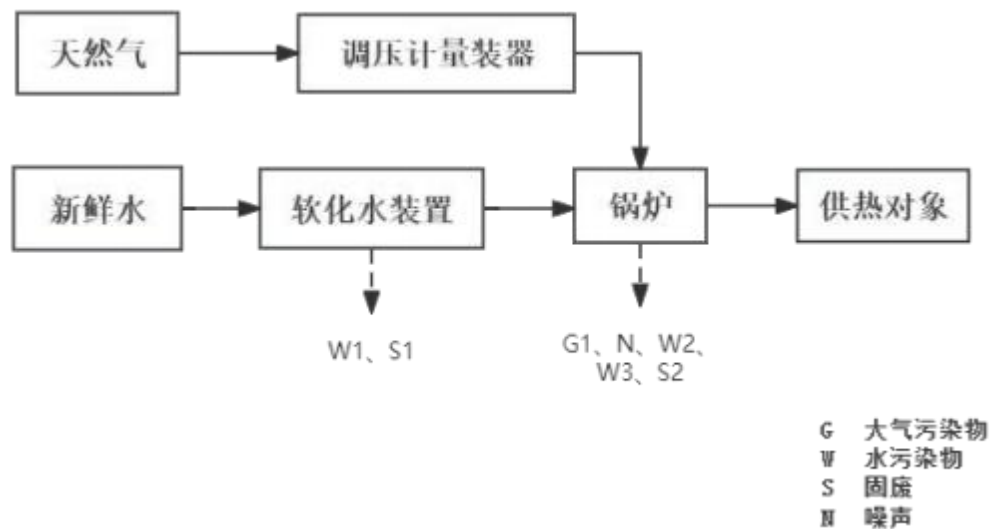 天然气
调压计量装器
新鲜水
软化水装置
锅炉
供热对象
W1、S1
G1、N、W2、
W3、S2
G 大气污染物
W 水污染物
S 固废
N 噪声